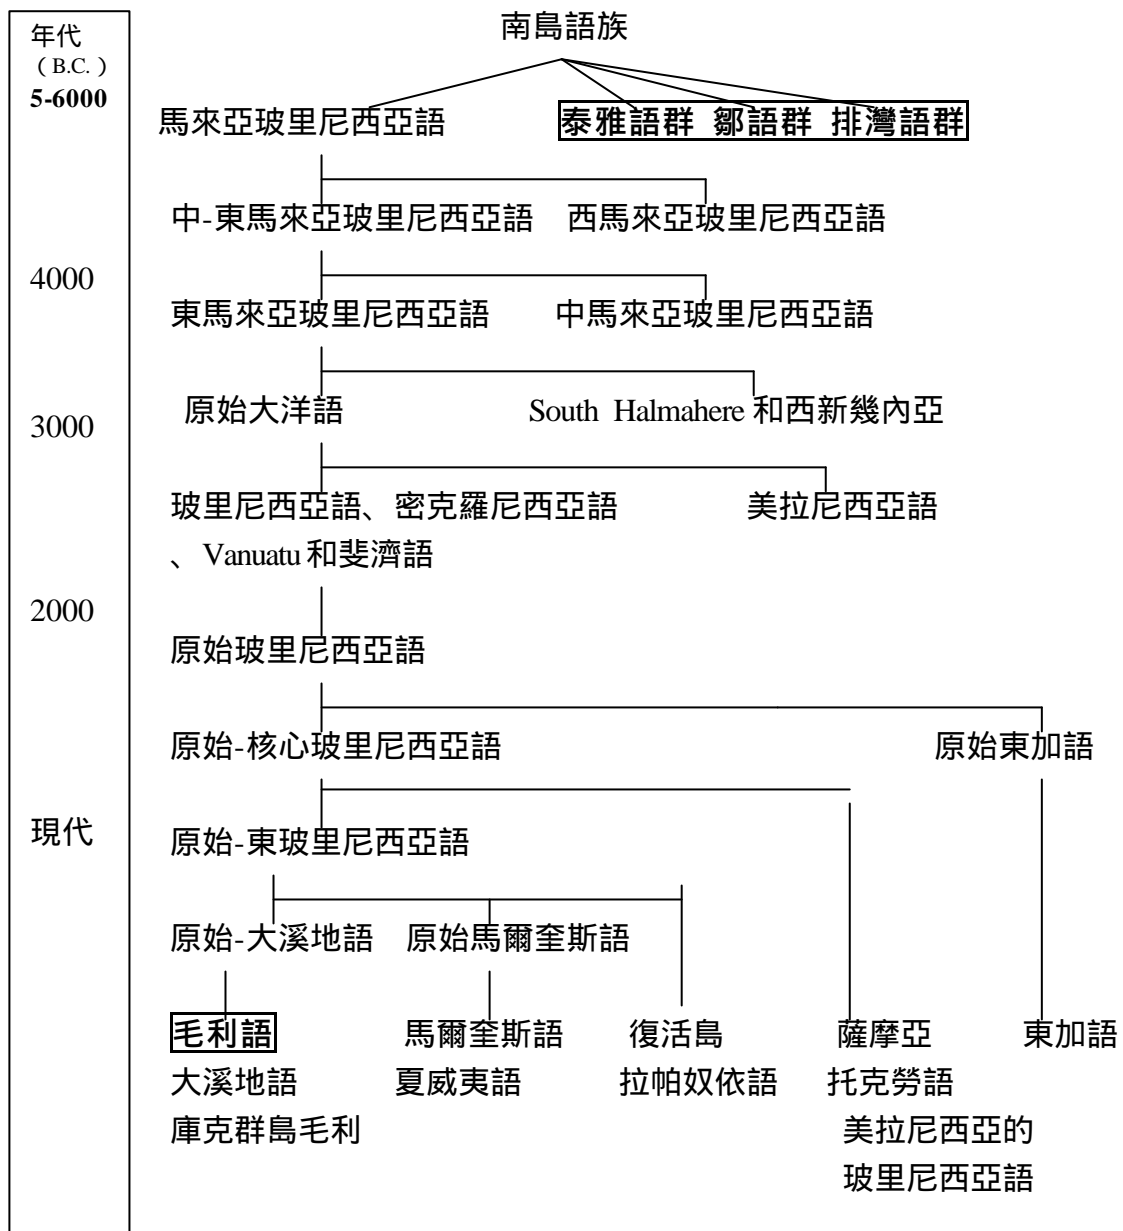 南島語族
年代
（B.C.）
5-6000
馬來亞玻里尼西亞語 泰雅語群 鄒語群 排灣語群
中-東馬來亞玻里尼西亞語 西馬來亞玻里尼西亞語
4000
東馬來亞玻里尼西亞語 中馬來亞玻里尼西亞語
原始大洋語 South Halmahere 和西新幾內亞
3000
玻里尼西亞語、密克羅尼西亞語 美拉尼西亞語
、Vanuatu 和斐濟語
2000
原始玻里尼西亞語
原始-核心玻里尼西亞語 原始東加語
現代
原始-東玻里尼西亞語
原始-大溪地語 原始馬爾奎斯語
毛利語 馬爾奎斯語 復活島 薩摩亞 東加語
大溪地語 夏威夷語 拉帕奴依語 托克勞語
庫克群島毛利 美拉尼西亞的
玻里尼西亞語